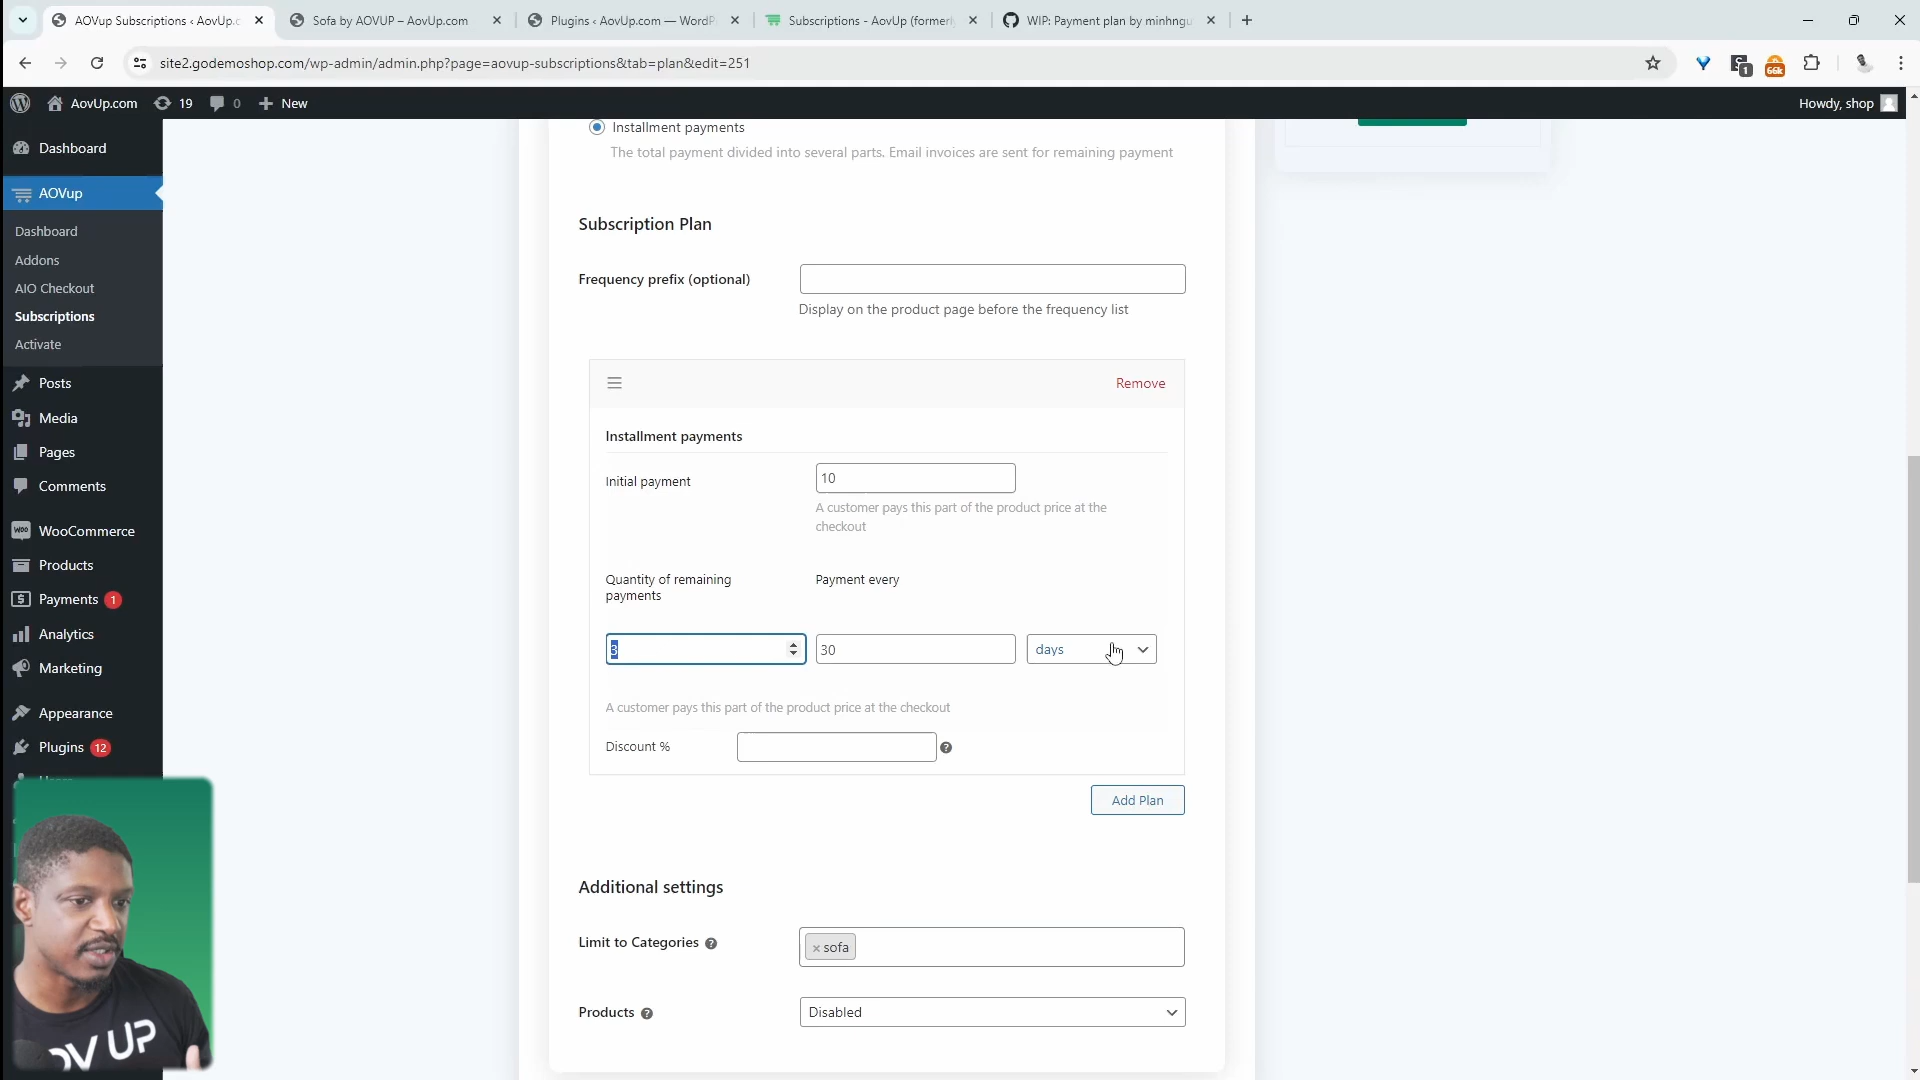 AOVup Subscriptions ‹ AovUp.c
Sofa by AOVUP – AovUp.com
Plugins ‹ AovUp.com — WordP
Subscriptions - AovUp (formerl
WIP: Payment plan by minhngu
site2.godemoshop.com/wp-admin/admin.php?page=aovup-subscriptions&tab=plan&edit=251
1
66k
AovUp.com
19
0
New
Howdy, shop
Dashboard
AOVup
Dashboard
Addons
AIO Checkout
Subscriptions
Activate
Posts
Media
Pages
Comments
WooCommerce
Products
Payments 1
Analytics
Marketing
Appearance
Plugins 12
Installment payments
The total payment divided into several parts. Email invoices are sent for remaining payment
Subscription Plan
Frequency prefix (optional)
Display on the product page before the frequency list
Remove
Installment payments
Initial payment
10
A customer pays this part of the product price at the
checkout
Quantity of remaining
payments
Payment every
3
30
days
A customer pays this part of the product price at the checkout
Discount %
Add Plan
Additional settings
Limit to Categories
× sofa
Products
Disabled